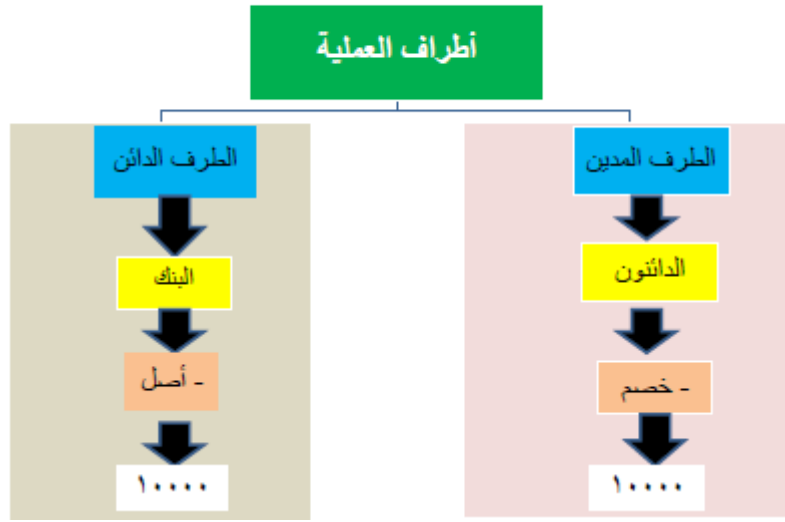 أطراف العملية
الطرف المدين
الدائنون
- خصم
١٠٠٠٠
الطرف الدائن
البنك
- أصل
١٠٠٠٠